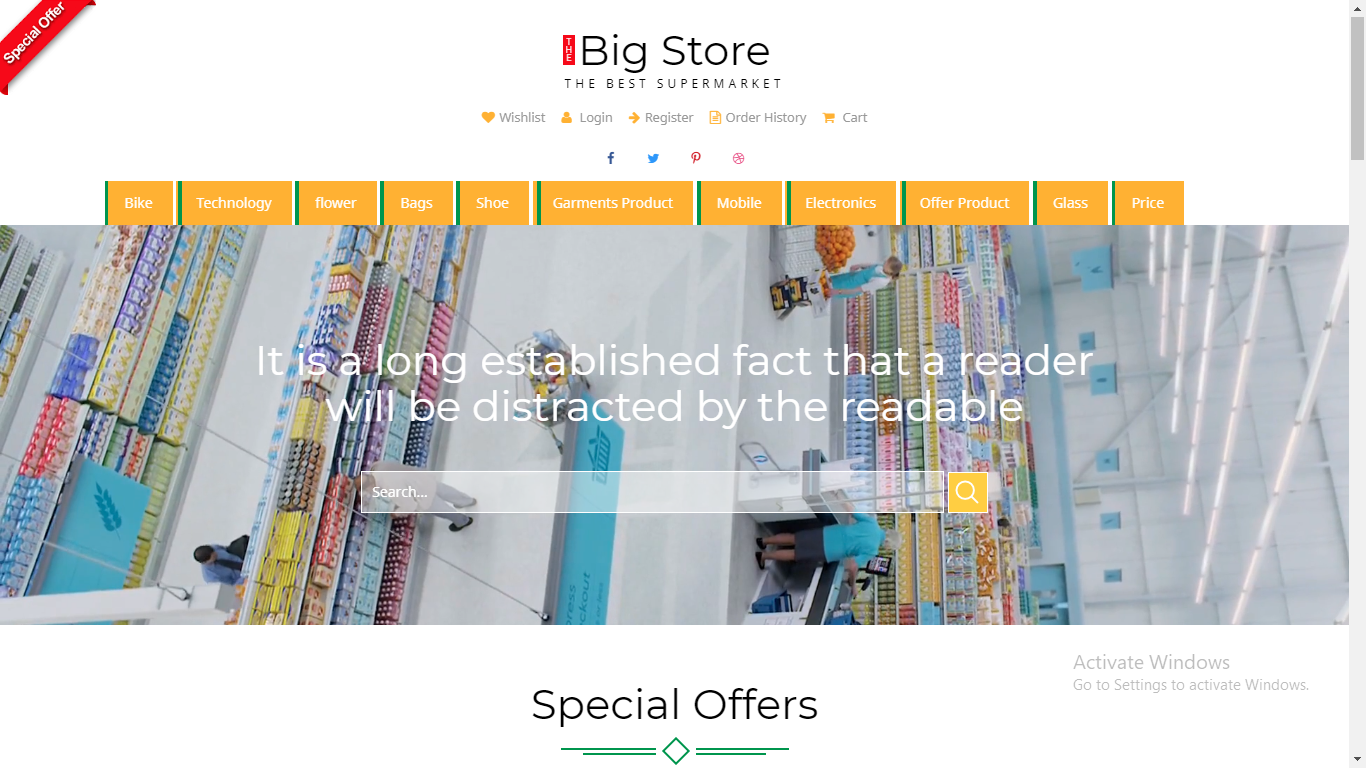 Special Offer
THE Big Store
THE BEST SUPERMARKET
Wishlist Login Register Order History Cart
Bike Technology flower Bags Shoe Garments Product Mobile Electronics Offer Product Glass Price
It is a long established fact that a reader
will be distracted by the readable
Search...
Activate Windows
Go to Settings to activate Windows.
Special Offers